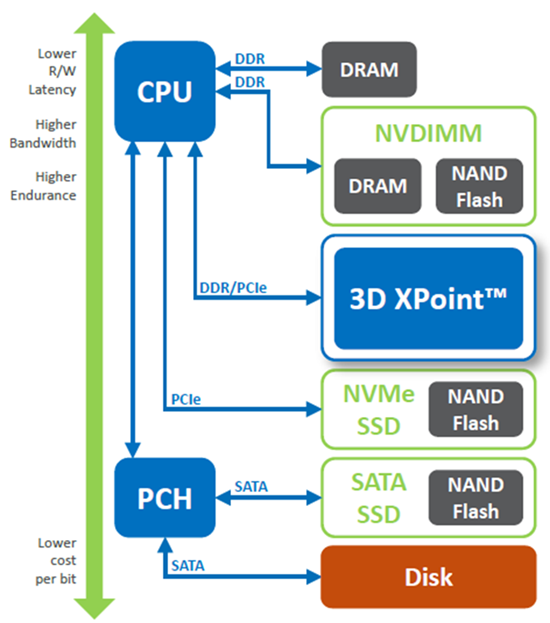 Lower
R/W
Latency
Higher
Bandwidth
Higher
Endurance
Lower
cost
per bit
CPU
DDR
DDR
DRAM
NVDIMM
DRAM
NAND
Flash
DDR/PCIe
3D XPoint™
PCIe
NVMe
SSD
NAND
Flash
PCH
SATA
SATA
SSD
NAND
Flash
SATA
Disk